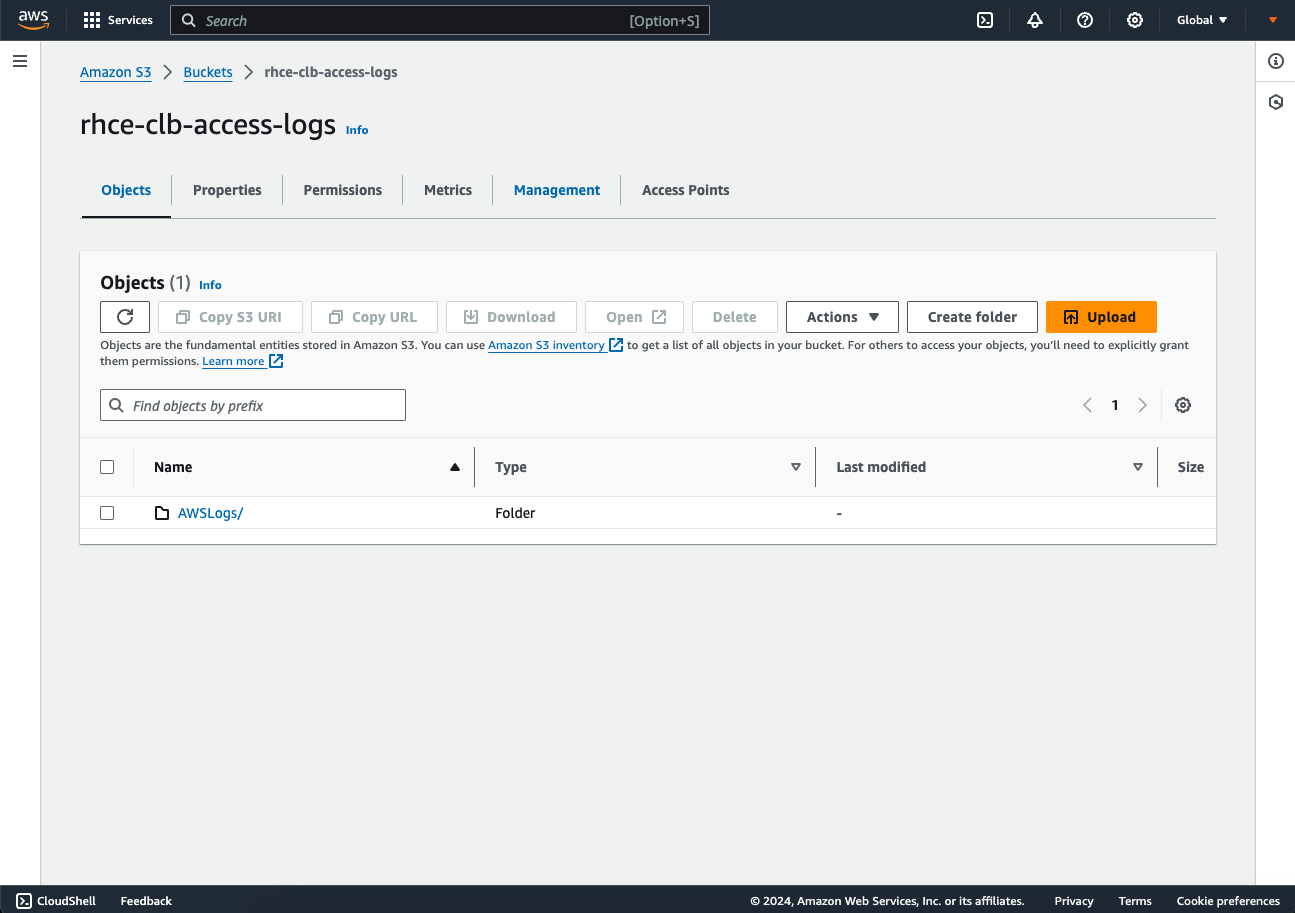 aws Services Search [Option+S] Global
Amazon S3 Buckets rhce-clb-access-logs
rhce-clb-access-logs Info
Objects Properties Permissions Metrics Management Access Points
Objects (1) Info
Copy S3 URI Copy URL Download Open Delete Actions Create folder Upload
Objects are the fundamental entities stored in Amazon S3. You can use Amazon S3 inventory to get a list of all objects in your bucket. For others to access your objects, you'll need to explicitly grant
them permissions. Learn more
Find objects by prefix 1
Name Type Last modified Size
AWSLogs/ Folder -
CloudShell Feedback © 2024, Amazon Web Services, Inc. or its affiliates. Privacy Terms Cookie preferences